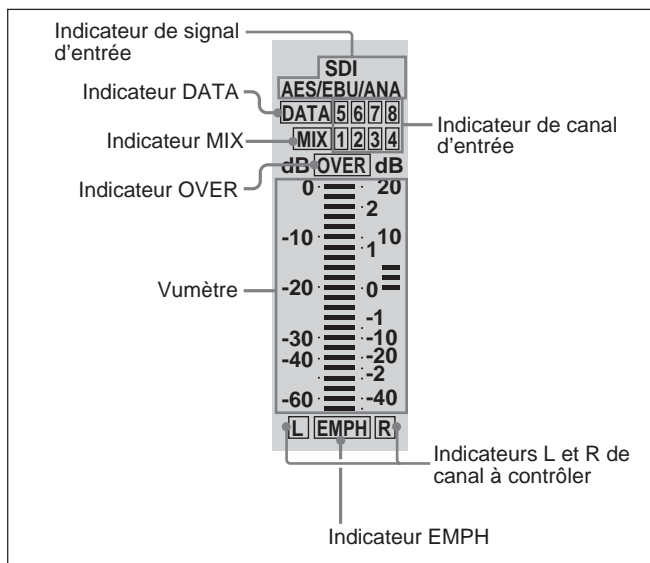 Indicateur de signal
d'entrée
SDI
AES/EBU/ANA
Indicateur DATA
DATA 5 6 7 8
Indicateur de canal
d'entrée
Indicateur MIX
MIX 1 2 3 4
Indicateur OVER
dB OVER dB
0 20
2
-10 10
1
Vumètre
-20 0
-1
-30 -10
-40 -20
-2
-60 -40
L EMPH R
Indicateurs L et R de
canal à contrôler
Indicateur EMPH